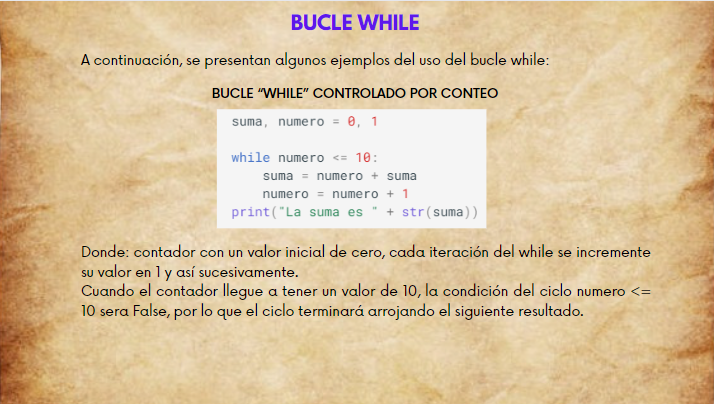 BUCLE WHILE
A continuación, se presentan algunos ejemplos del uso del bucle while:
BUCLE “WHILE” CONTROLADO POR CONTEO
suma, numero = 0, 1
while numero <= 10:
    suma = numero + suma
    numero = numero + 1
print("La suma es " + str(suma))
Donde: contador con un valor inicial de cero, cada iteración del while se incremente
su valor en 1 y así sucesivamente.
Cuando el contador llegue a tener un valor de 10, la condición del ciclo numero <=
10 sera False, por lo que el ciclo terminará arrojando el siguiente resultado.